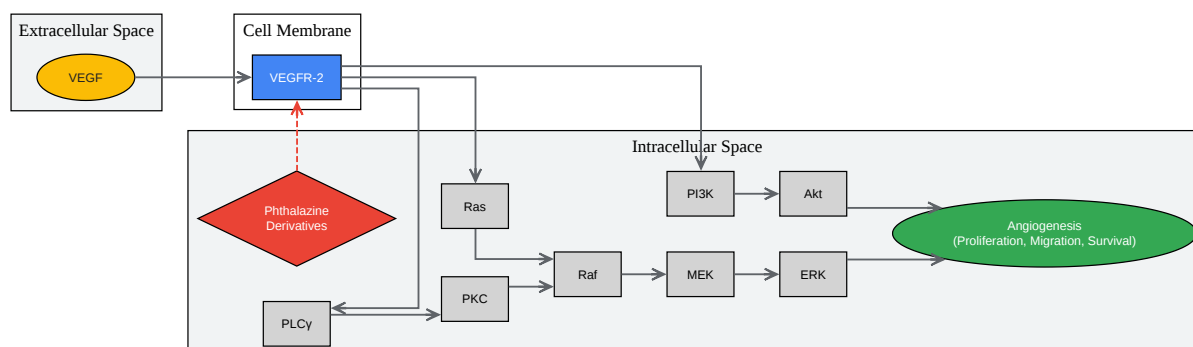 Extracellular Space
Cell Membrane
VEGF
VEGFR-2
Intracellular Space
Phthalazine
Derivatives
Ras
PI3K
Akt
Angiogenesis
(Proliferation, Migration, Survival)
Raf
MEK
ERK
PKC
PLCγ